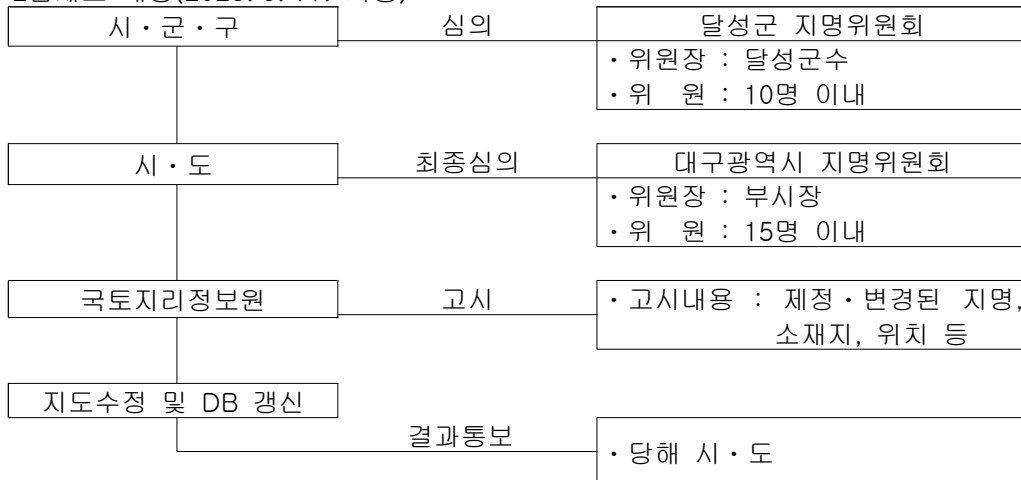 시・군・구 심의 달성군 지명위원회
・위원장 : 달성군수
・위 원 : 10명 이내
시・도 최종심의 대구광역시 지명위원회
・위원장 : 부시장
・위 원 : 15명 이내
국토지리정보원 고시 ・고시내용 : 제정・변경된 지명,
소재지, 위치 등
지도수정 및 DB 갱신
결과통보
・당해 시・도